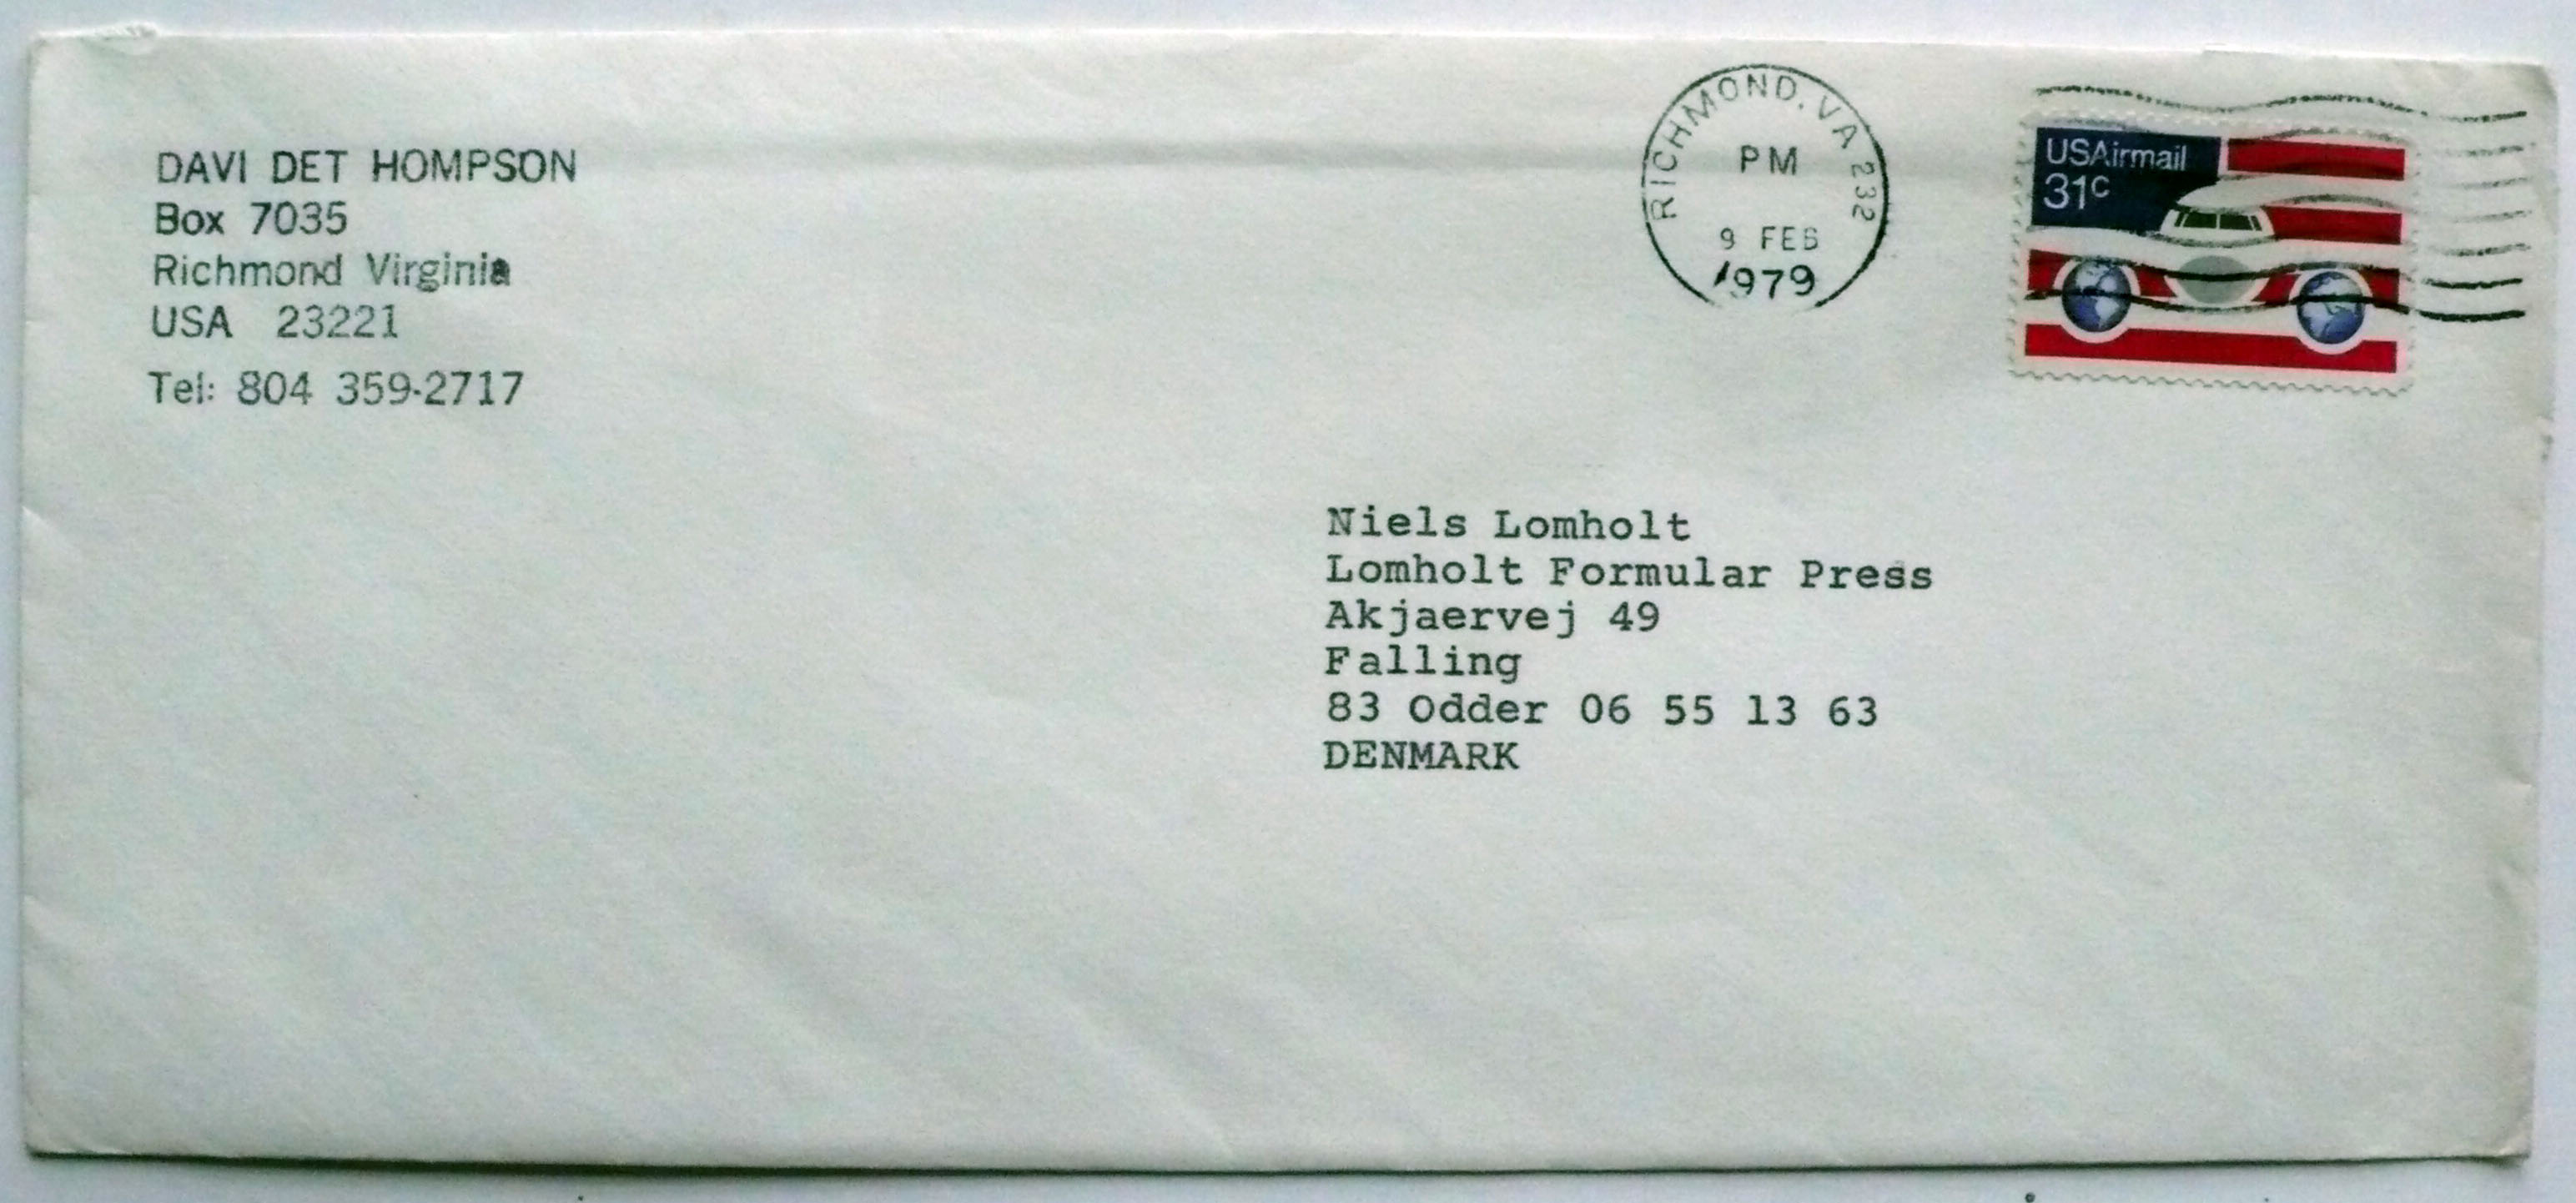 DAVI DET HOMPSON
Box 7035
Richmond Virginia
USA 23221
Tel: 804 359-2717
RICHMOND, VA 232
PM
9 FEB
1979
USAirmail
31c
Niels Lomholt
Lomholt Formular Press
Akjaervej 49
Falling
83 Odder 06 55 13 63
DENMARK